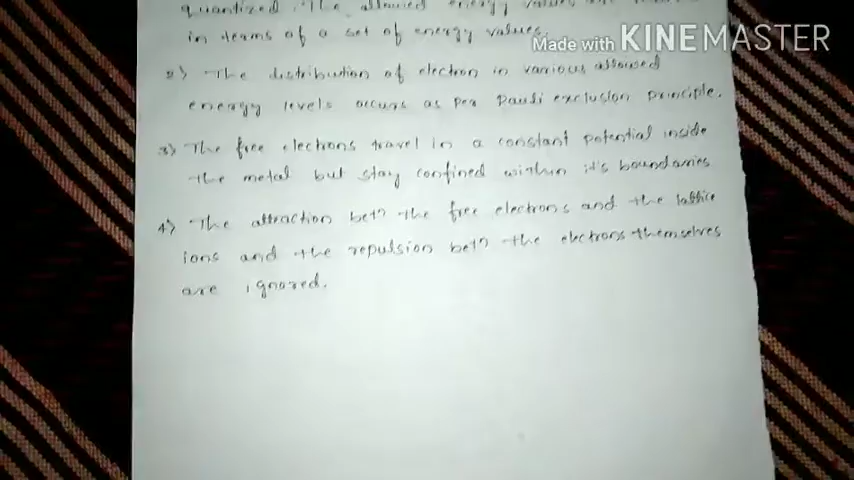 quantized. The allowed energy values are
in terms of a set of energy values.
Made with KINEMASTER
2) The distribution of electron in various allowed
energy levels occurs as per Pauli exclusion principle.
3) The free electrons travel in a constant potential inside
the metal but stay confined within it's boundaries
4) The attraction betn the free electrons and the lattice
ions and the repulsion betn the electrons themselves
are ignored.